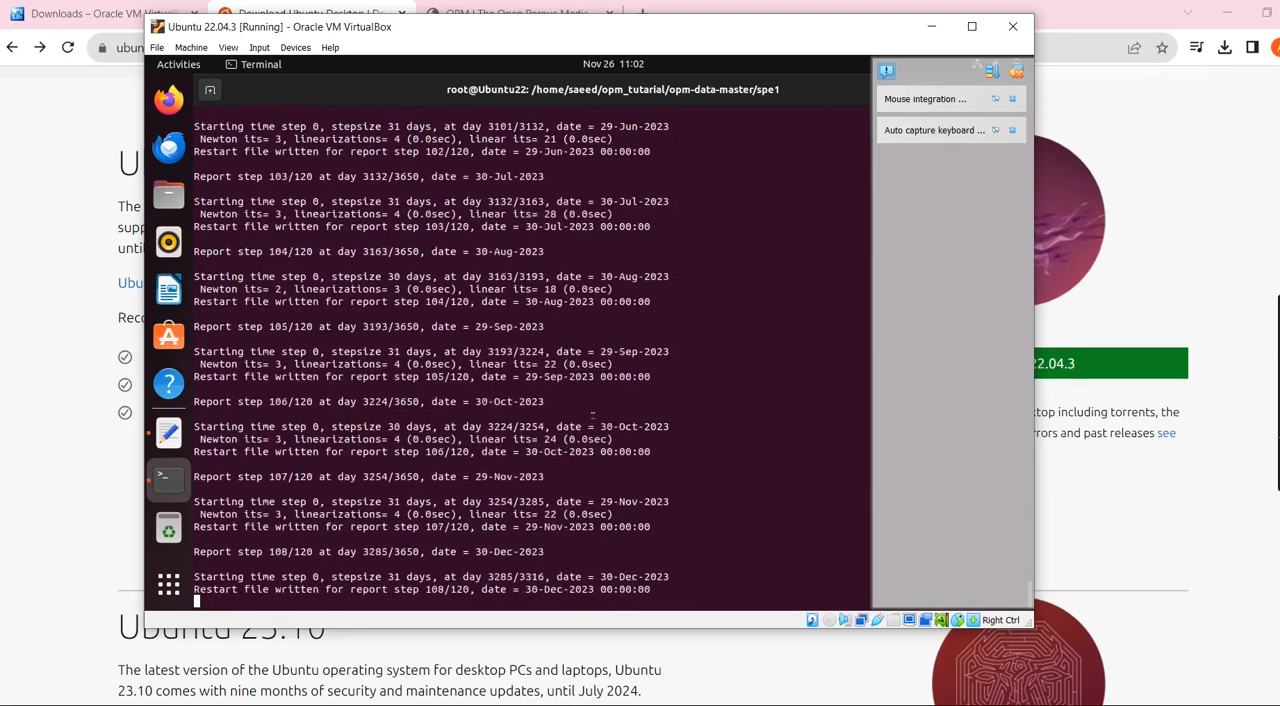 Downloads – Oracle VM Virtuali
Download Ubuntu Desktop | Do
OPM | The Open Porous Media
Ubuntu 22.04.3 [Running] - Oracle VM VirtualBox
File Machine View Input Devices Help
ubun
Activities
Terminal
Nov 26 11:02
root@Ubuntu22: /home/saeed/opm_tutarial/opm-data-master/spe1
Mouse integration ...
Auto capture keyboard ...
Starting time step 0, stepsize 31 days, at day 3101/3132, date = 29-Jun-2023
Newton its= 3, linearizations= 4 (0.0sec), linear its= 21 (0.0sec)
Restart file written for report step 102/120, date = 29-Jun-2023 00:00:00
Report step 103/120 at day 3132/3650, date = 30-Jul-2023
Starting time step 0, stepsize 31 days, at day 3132/3163, date = 30-Jul-2023
Newton its= 3, linearizations= 4 (0.0sec), linear its= 28 (0.0sec)
Restart file written for report step 103/120, date = 30-Jul-2023 00:00:00
Report step 104/120 at day 3163/3650, date = 30-Aug-2023
Starting time step 0, stepsize 30 days, at day 3163/3193, date = 30-Aug-2023
Newton its= 2, linearizations= 3 (0.0sec), linear its= 18 (0.0sec)
Restart file written for report step 104/120, date = 30-Aug-2023 00:00:00
Report step 105/120 at day 3193/3650, date = 29-Sep-2023
Starting time step 0, stepsize 31 days, at day 3193/3224, date = 29-Sep-2023
Newton its= 3, linearizations= 4 (0.0sec), linear its= 22 (0.0sec)
Restart file written for report step 105/120, date = 29-Sep-2023 00:00:00
Report step 106/120 at day 3224/3650, date = 30-Oct-2023
Starting time step 0, stepsize 30 days, at day 3224/3254, date = 30-Oct-2023
Newton its= 3, linearizations= 4 (0.0sec), linear its= 24 (0.0sec)
Restart file written for report step 106/120, date = 30-Oct-2023 00:00:00
Report step 107/120 at day 3254/3650, date = 29-Nov-2023
Starting time step 0, stepsize 31 days, at day 3254/3285, date = 29-Nov-2023
Newton its= 3, linearizations= 4 (0.0sec), linear its= 22 (0.0sec)
Restart file written for report step 107/120, date = 29-Nov-2023 00:00:00
Report step 108/120 at day 3285/3650, date = 30-Dec-2023
Starting time step 0, stepsize 31 days, at day 3285/3316, date = 30-Dec-2023
Restart file written for report step 108/120, date = 30-Dec-2023 00:00:00
Right Ctrl
U
The
supp
until
Ubu
Reco
22.04.3
ktop including torrents, the
rrors and past releases see
Ubuntu 23.10
The latest version of the Ubuntu operating system for desktop PCs and laptops, Ubuntu
23.10 comes with nine months of security and maintenance updates, until July 2024.